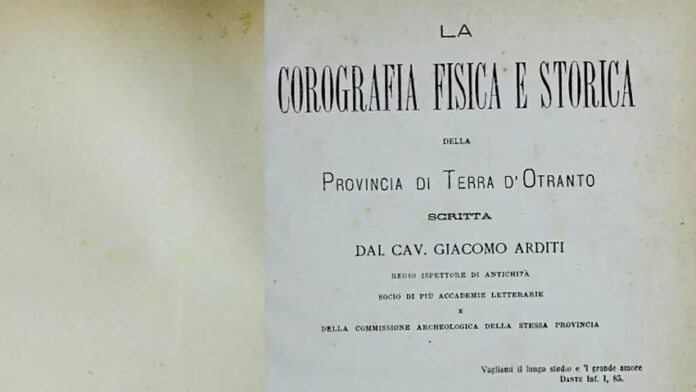 LA
COROGRAFIA FISICA E STORICA
DELLA
PROVINCIA DI TERRA D'OTRANTO
SCRITTA
DAL CAV. GIACOMO ARDITI
REGIO ISPETTORE DI ANTICHITÀ
SOCIO DI PIÙ ACCADEMIE LETTERARIE
E
DELLA COMMISSIONE ARCHEOLOGICA DELLA STESSA PROVINCIA
Vagliami il lungo studio e 'l grande amore
DANTE Inf. I, 83.